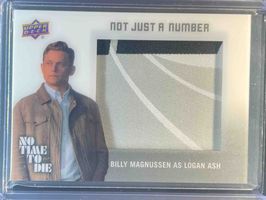 UPPER DECK
NOT JUST A NUMBER
NO
TIME TO
DIE
BILLY MAGNUSSEN AS LOGAN ASH